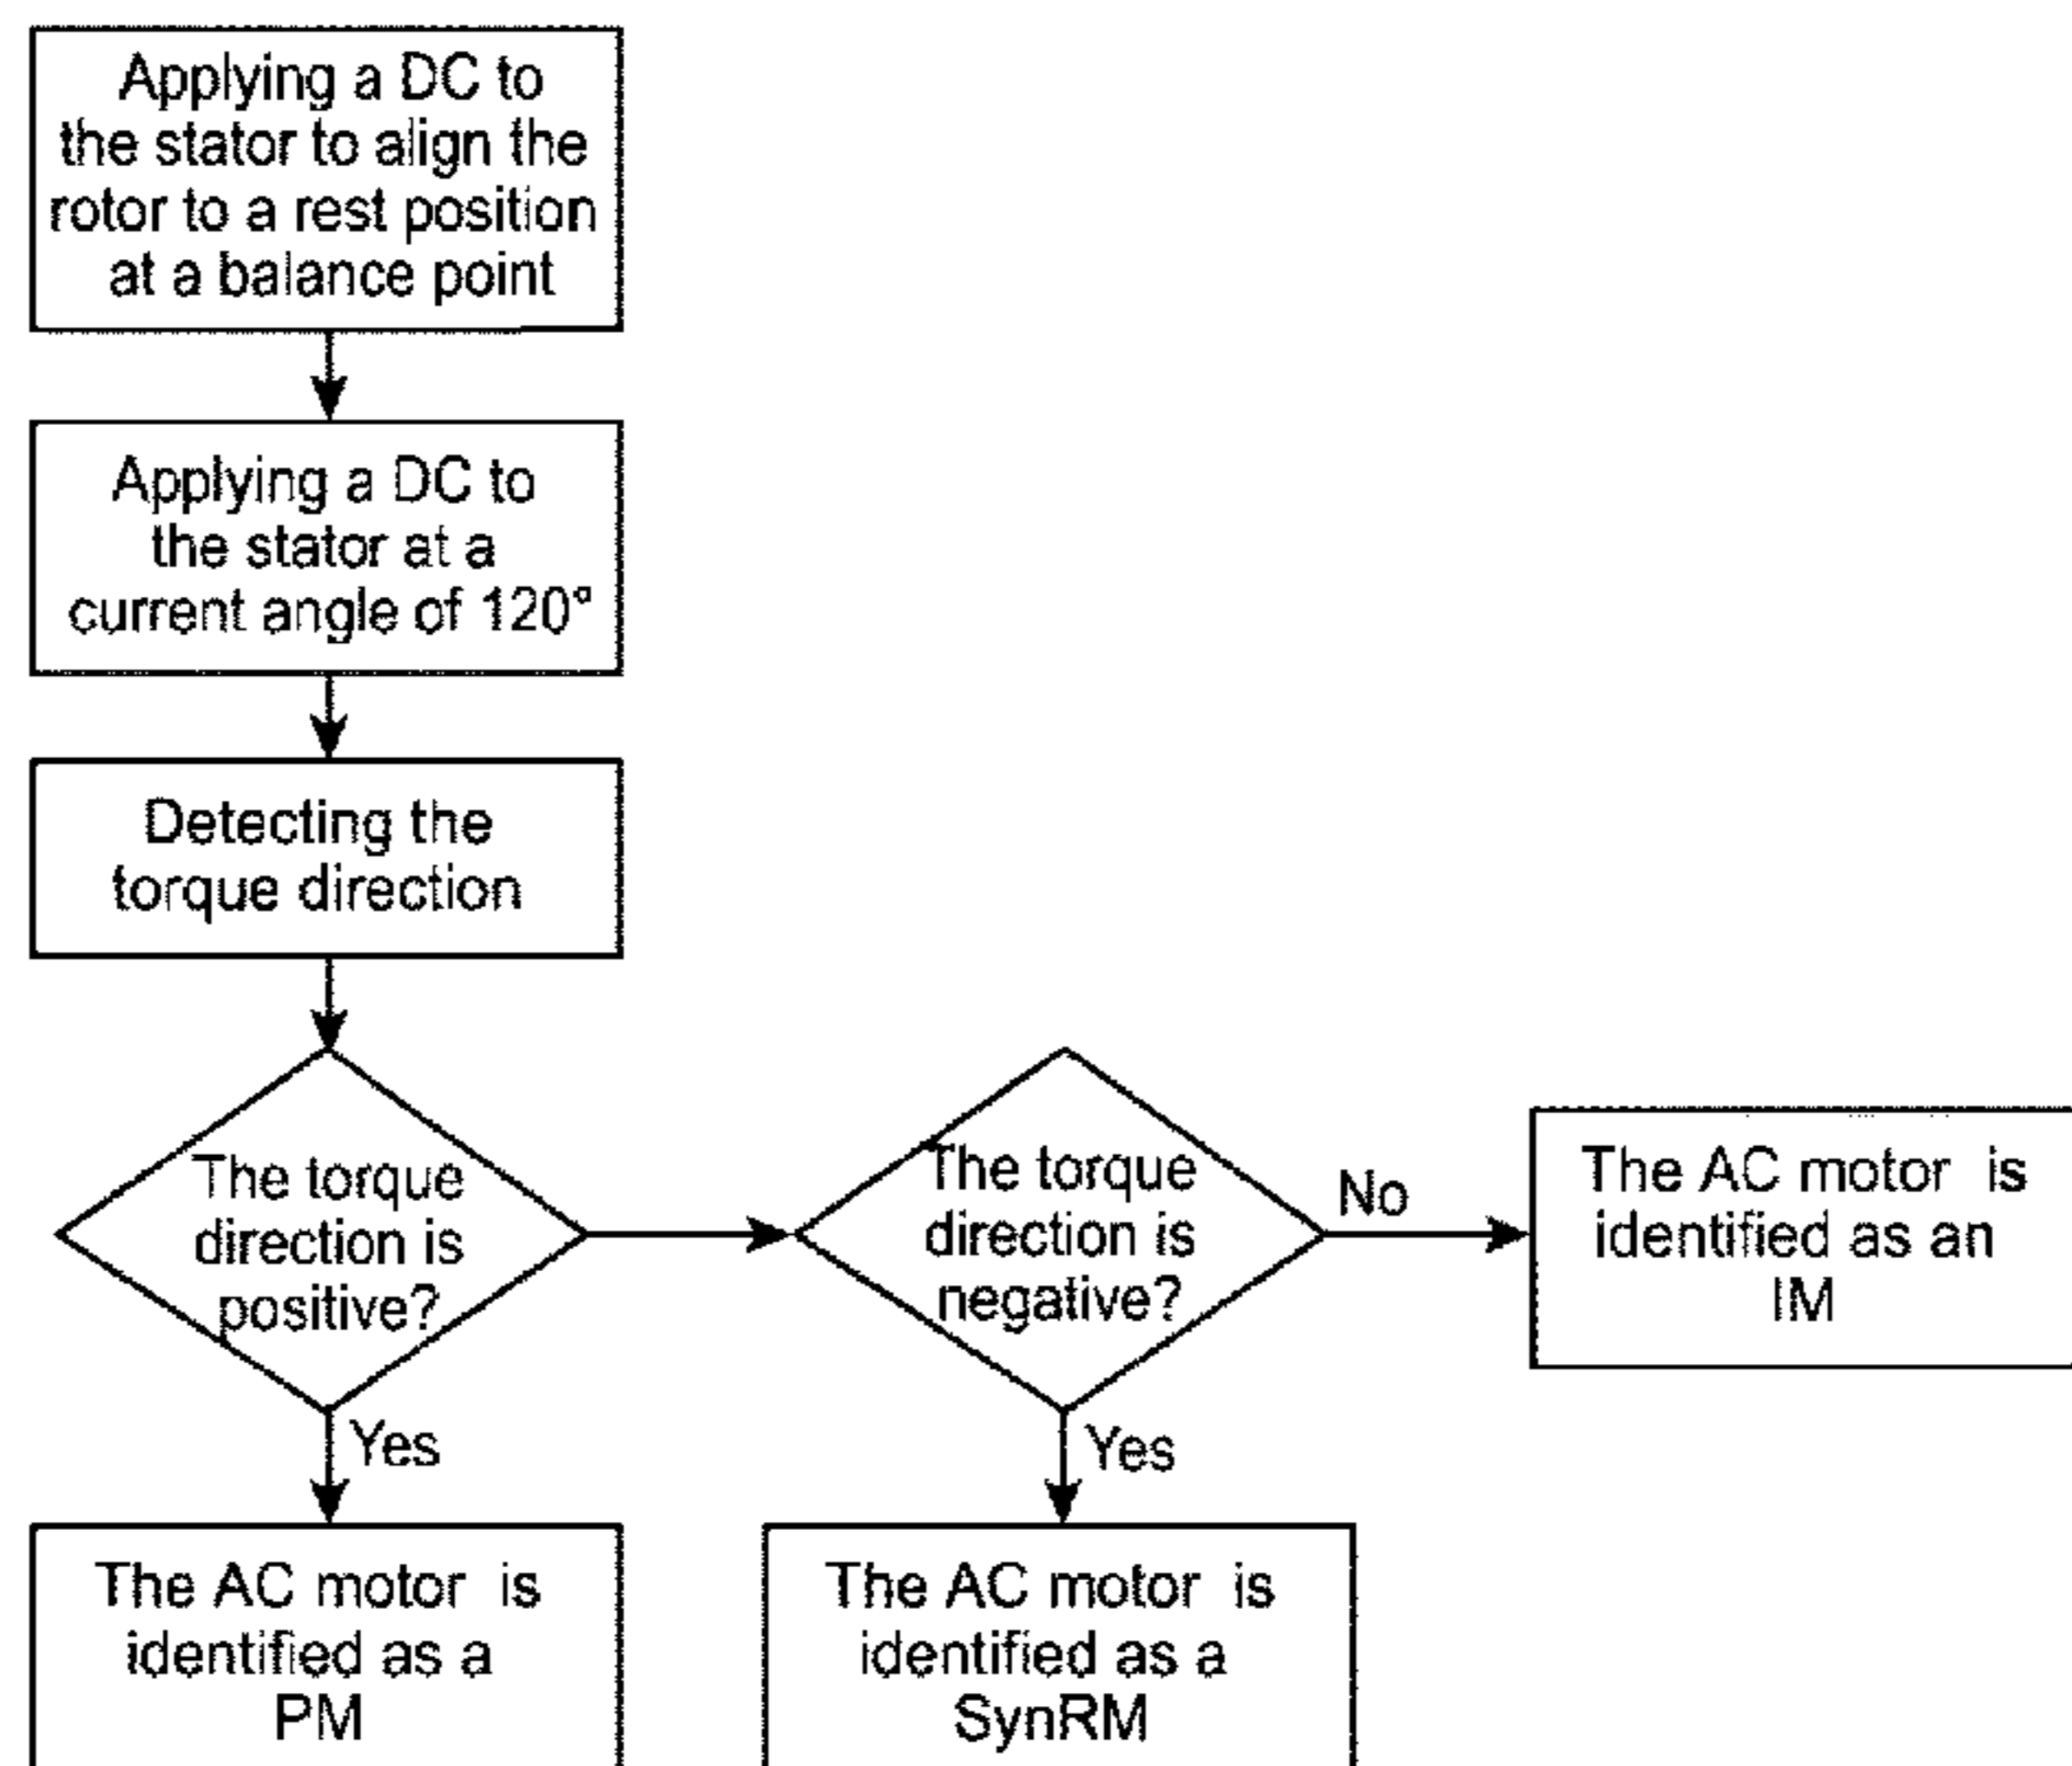 Applying a DC to
the stator to align the
rotor to a rest position
at a balance point
Applying a DC to
the stator at a
current angle of 120°
Detecting the
torque direction
The torque
direction is
positive?
The torque
direction is
negative?
No
The AC motor is
identified as an
IM
Yes
Yes
The AC motor is
identified as a
PM
The AC motor is
identified as a
SynRM